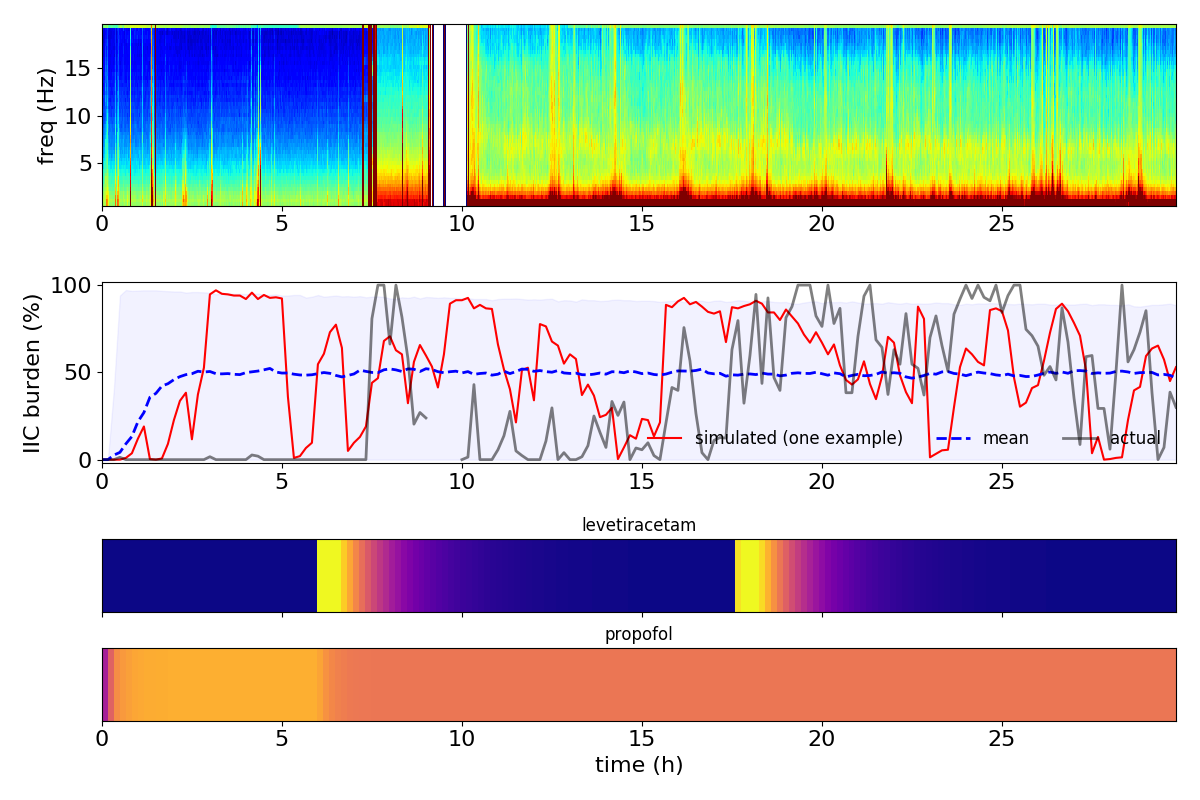 freq (Hz)
15
10
5
0 5 10 15 20 25
IIC burden (%)
100
50
0
simulated (one example) mean actual
0 5 10 15 20 25
levetiracetam
propofol
0 5 10 15 20 25
time (h)